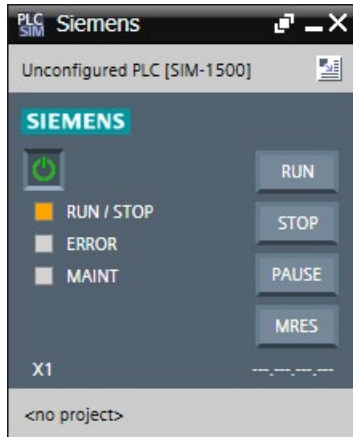 PLC SIM Siemens
Unconfigured PLC [SIM-1500]
SIEMENS
RUN
RUN / STOP
STOP
ERROR
MAINT
PAUSE
MRES
X1 ---.---.---.---
<no project>